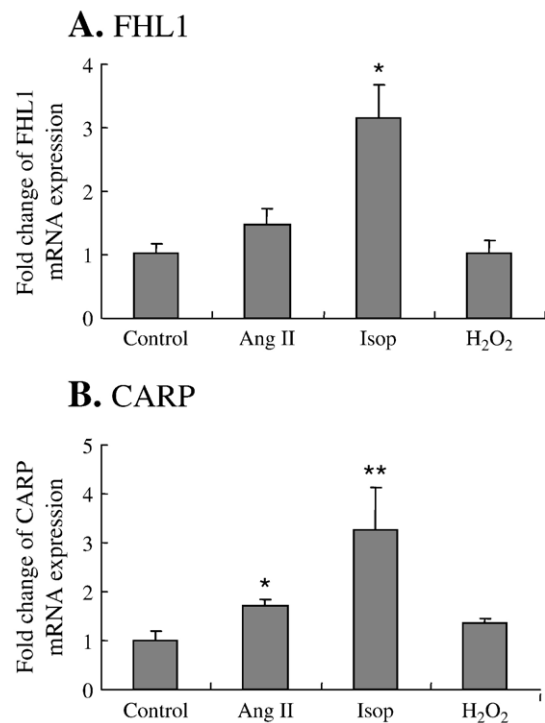 A. FHL1
Fold change of FHL1
mRNA expression
4
3
2
1
0
*
Control Ang II Isop H₂O₂
B. CARP
Fold change of CARP
mRNA expression
5
4
3
2
1
0
*
**
Control Ang II Isop H₂O₂